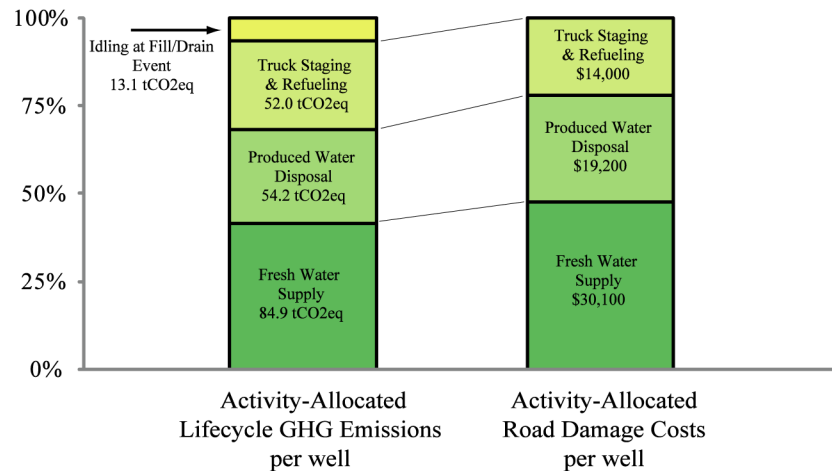 100%
75%
50%
25%
0%
Idling at Fill/Drain
Event
13.1 tCO2eq
Truck Staging
& Refueling
52.0 tCO2eq
Produced Water
Disposal
54.2 tCO2eq
Fresh Water
Supply
84.9 tCO2eq
Truck Staging
& Refueling
$14,000
Produced Water
Disposal
$19,200
Fresh Water
Supply
$30,100
Activity-Allocated
Lifecycle GHG Emissions
per well
Activity-Allocated
Road Damage Costs
per well